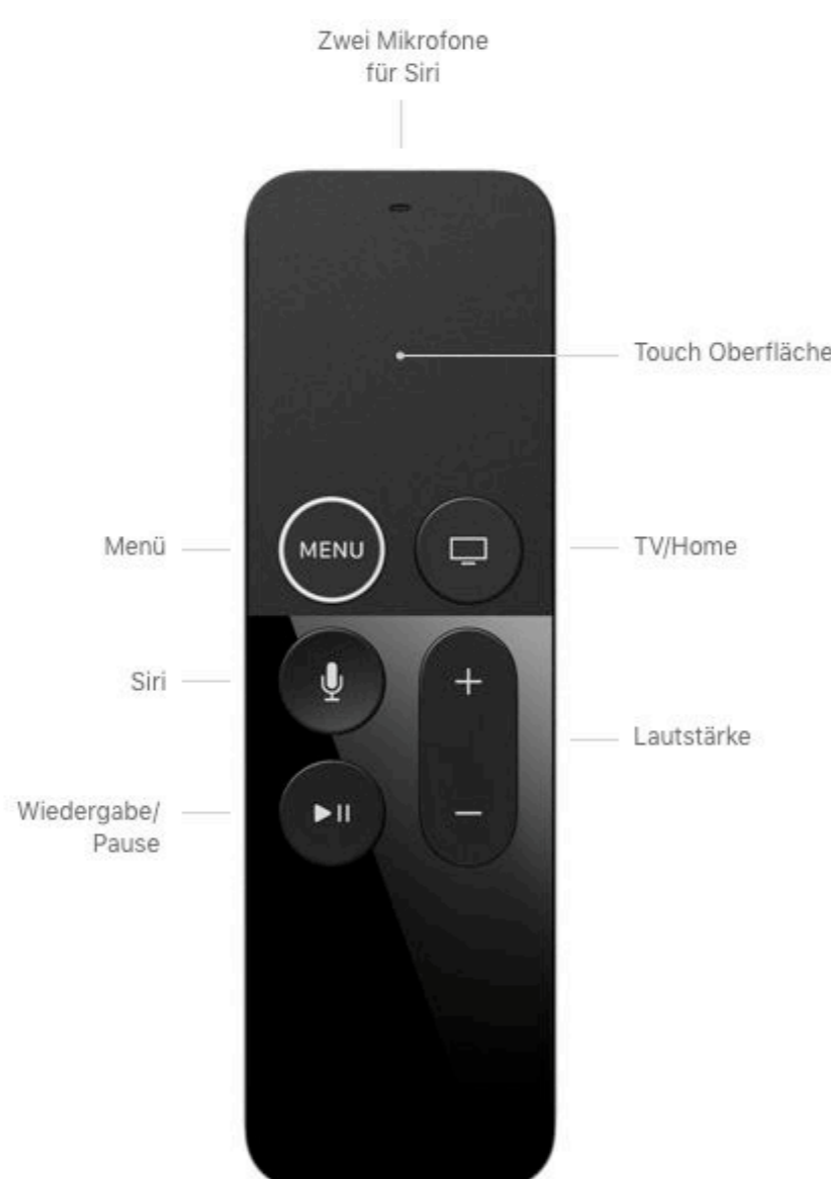 Zwei Mikrofone
für Siri
Touch Oberfläche
Menü
MENU
TV/Home
Siri
Lautstärke
Wiedergabe/
Pause